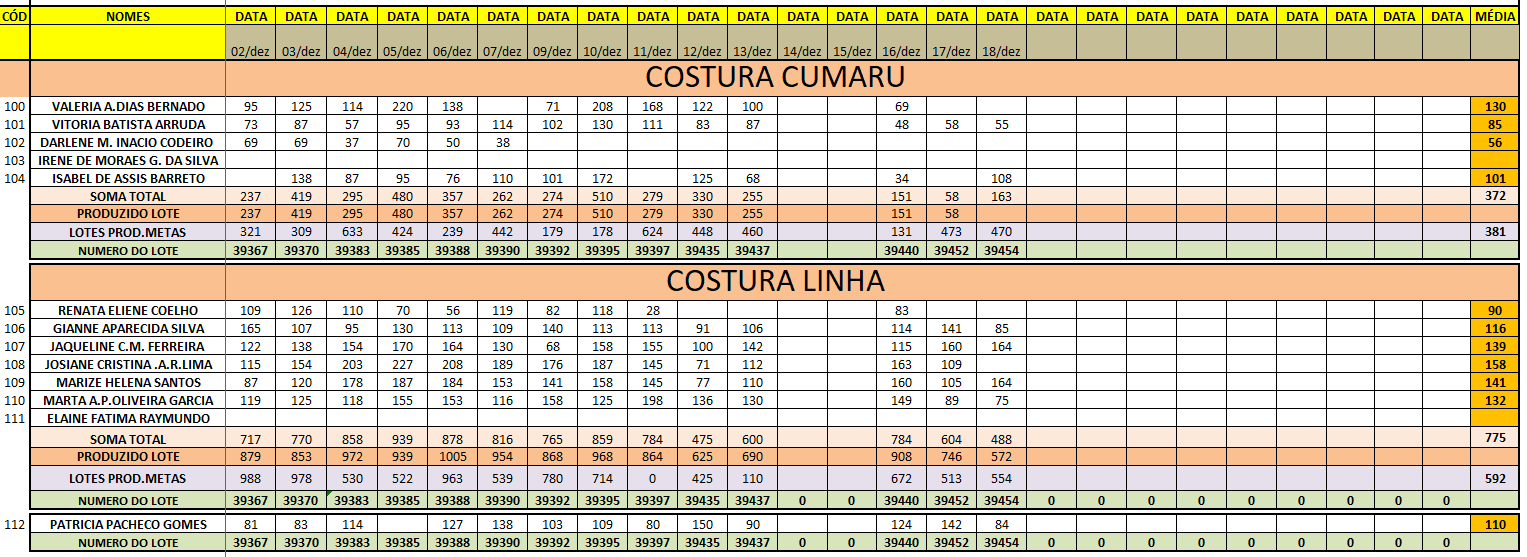 CÓD NOMES DATA DATA DATA DATA DATA DATA DATA DATA DATA DATA DATA DATA DATA DATA DATA DATA DATA DATA DATA DATA DATA DATA DATA DATA DATA MÉDIA
02/dez 03/dez 04/dez 05/dez 06/dez 07/dez 09/dez 10/dez 11/dez 12/dez 13/dez 14/dez 15/dez 16/dez 17/dez 18/dez
COSTURA CUMARU
100 VALERIA A.DIAS BERNADO 95 125 114 220 138 71 208 168 122 100 69 130
101 VITORIA BATISTA ARRUDA 73 87 57 95 93 114 102 130 111 83 87 48 58 55 85
102 DARLENE M. INACIO CODEIRO 69 69 37 70 50 38 56
103 IRENE DE MORAES G. DA SILVA
104 ISABEL DE ASSIS BARRETO 138 87 95 76 110 101 172 125 68 34 108 101
SOMA TOTAL 237 419 295 480 357 262 274 510 279 330 255 151 58 163 372
PRODUZIDO LOTE 237 419 295 480 357 262 274 510 279 330 255 151 58
LOTES PROD.METAS 321 309 633 424 239 442 179 178 624 448 460 131 473 470 381
NUMERO DO LOTE 39367 39370 39383 39385 39388 39390 39392 39395 39397 39435 39437 39440 39452 39454
COSTURA LINHA
105 RENATA ELIENE COELHO 109 126 110 70 56 119 82 118 28 83 90
106 GIANNE APARECIDA SILVA 165 107 95 130 113 109 140 113 113 91 106 114 141 85 116
107 JAQUELINE C.M. FERREIRA 122 138 154 170 164 130 68 158 155 100 142 115 160 164 139
108 JOSIANE CRISTINA .A.R.LIMA 115 154 203 227 208 189 176 187 145 71 112 163 109 158
109 MARIZE HELENA SANTOS 87 120 178 187 184 153 141 158 145 77 110 160 105 164 141
110 MARTA A.P.OLIVEIRA GARCIA 119 125 118 155 153 116 158 125 198 136 130 149 89 75 132
111 ELAINE FATIMA RAYMUNDO
SOMA TOTAL 717 770 858 939 878 816 765 859 784 475 600 784 604 488 775
PRODUZIDO LOTE 879 853 972 939 1005 954 868 968 864 625 690 908 746 572
LOTES PROD.METAS 988 978 530 522 963 539 780 714 0 425 110 672 513 554 592
NUMERO DO LOTE 39367 39370 39383 39385 39388 39390 39392 39395 39397 39435 39437 0 0 39440 39452 39454 0 0 0 0 0 0 0 0 0
112 PATRICIA PACHECO GOMES 81 83 114 127 138 103 109 80 150 90 124 142 84 110
NUMERO DO LOTE 39367 39370 39383 39385 39388 39390 39392 39395 39397 39435 39437 0 0 39440 39452 39454 0 0 0 0 0 0 0 0 0